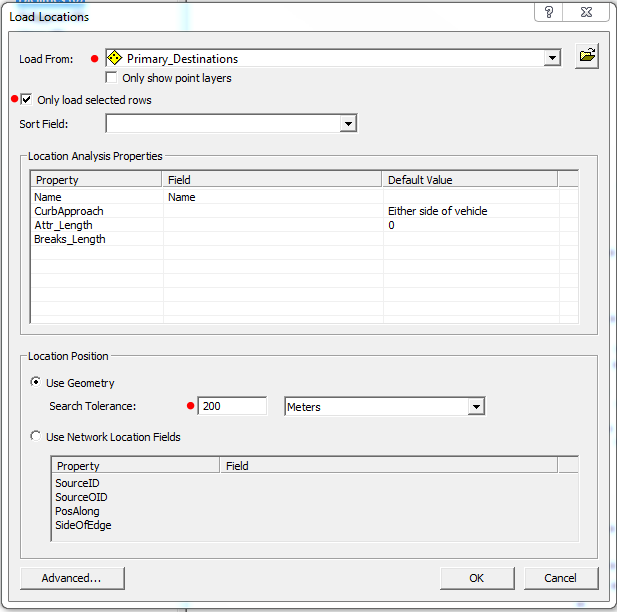 Load Locations
Load From: Primary_Destinations
Only show point layers
Only load selected rows
Sort Field:
Location Analysis Properties
Property Field Default Value
Name Name
CurbApproach Either side of vehicle
Attr_Length 0
Breaks_Length
Location Position
Use Geometry
Search Tolerance: 200 Meters
Use Network Location Fields
Property Field
SourceID
SourceOID
PosAlong
SideOfEdge
Advanced... OK Cancel